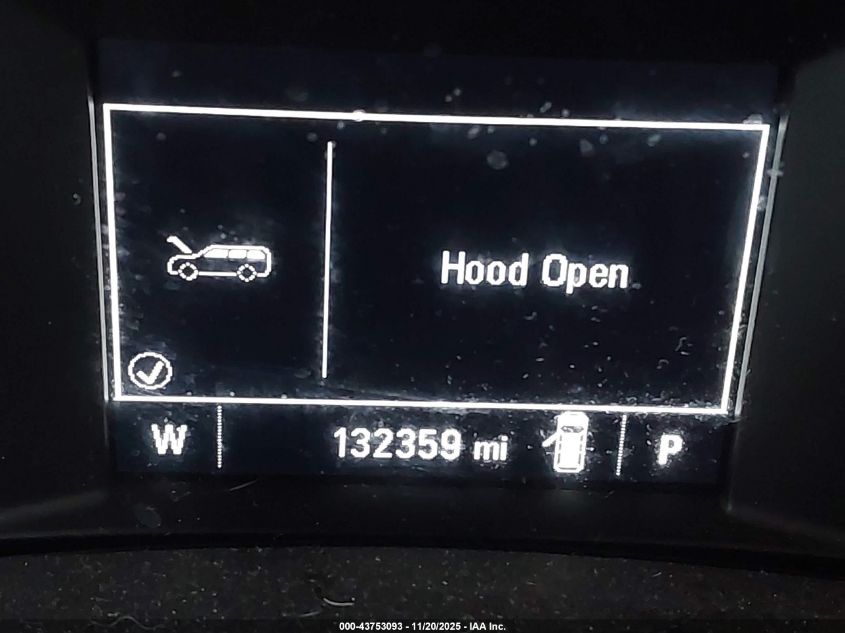 Hood Open
W 132359 mi P
000-43753093 - 11/20/2025 - IAA Inc.